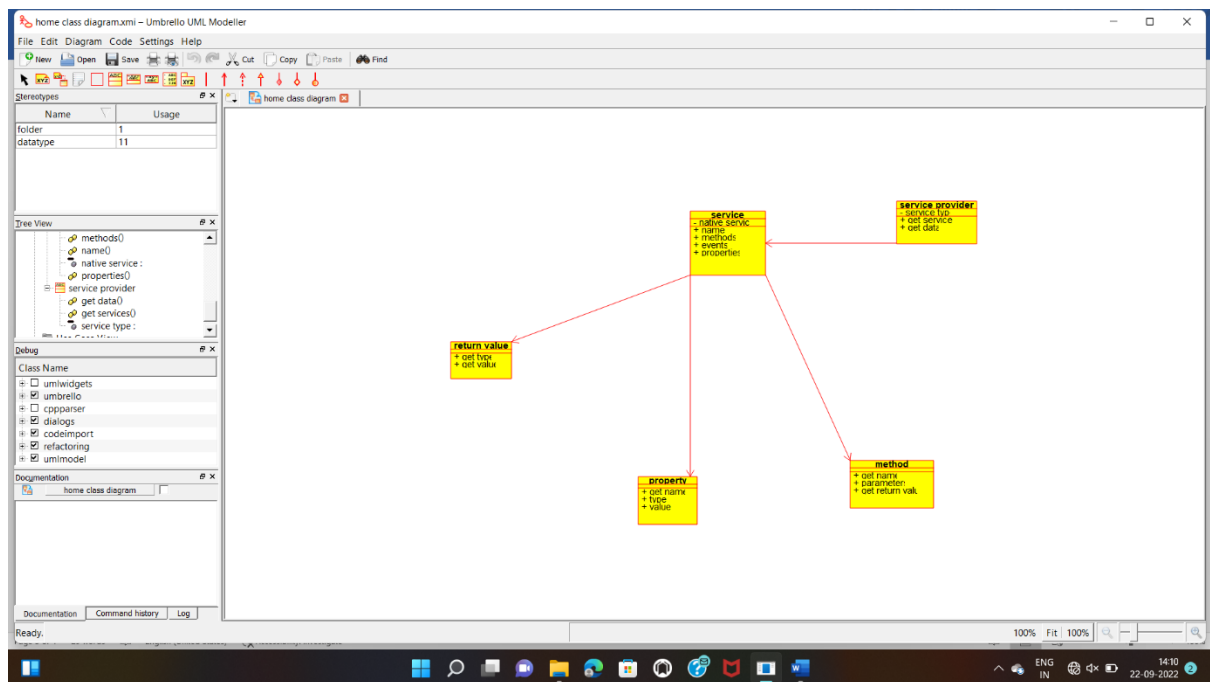 home class diagram.xmi – Umbrello UML Modeller
File Edit Diagram Code Settings Help
New Open Save Cut Copy Paste Find
Stereotypes
Name Usage
folder 1
datatype 11
Tree View
methods()
name()
native service :
properties()
service provider
get data()
get services()
service type :
Debug
Class Name
umlwidgets
umbrello
cppparser
dialogs
codeimport
refactoring
umlmodel
Documentation
home class diagram
Documentation Command history Log
Ready.
home class diagram
service
- native servic
+ name
+ methods
+ events
+ properties
service provider
- service typ
+ get service
+ get data
return value
+ get type
+ get value
property
+ get name
+ type
+ value
method
+ get name
+ parameter
+ get return val
100% Fit 100%
ENG
IN
14:10
22-09-2022
2